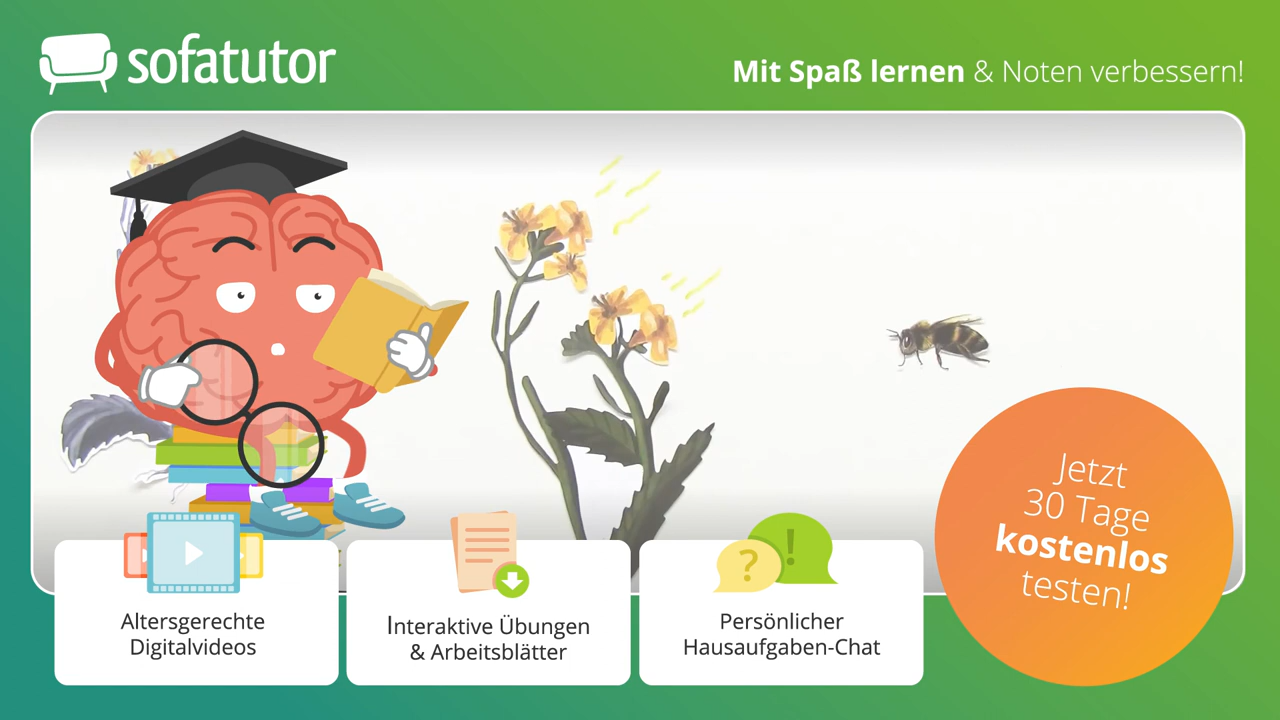 sofatutor
Mit Spaß lernen & Noten verbessern!
Jetzt
30 Tage
kostenlos
testen!
? !
Altersgerechte
Digitalvideos
Interaktive Übungen
& Arbeitsblätter
Persönlicher
Hausaufgaben-Chat